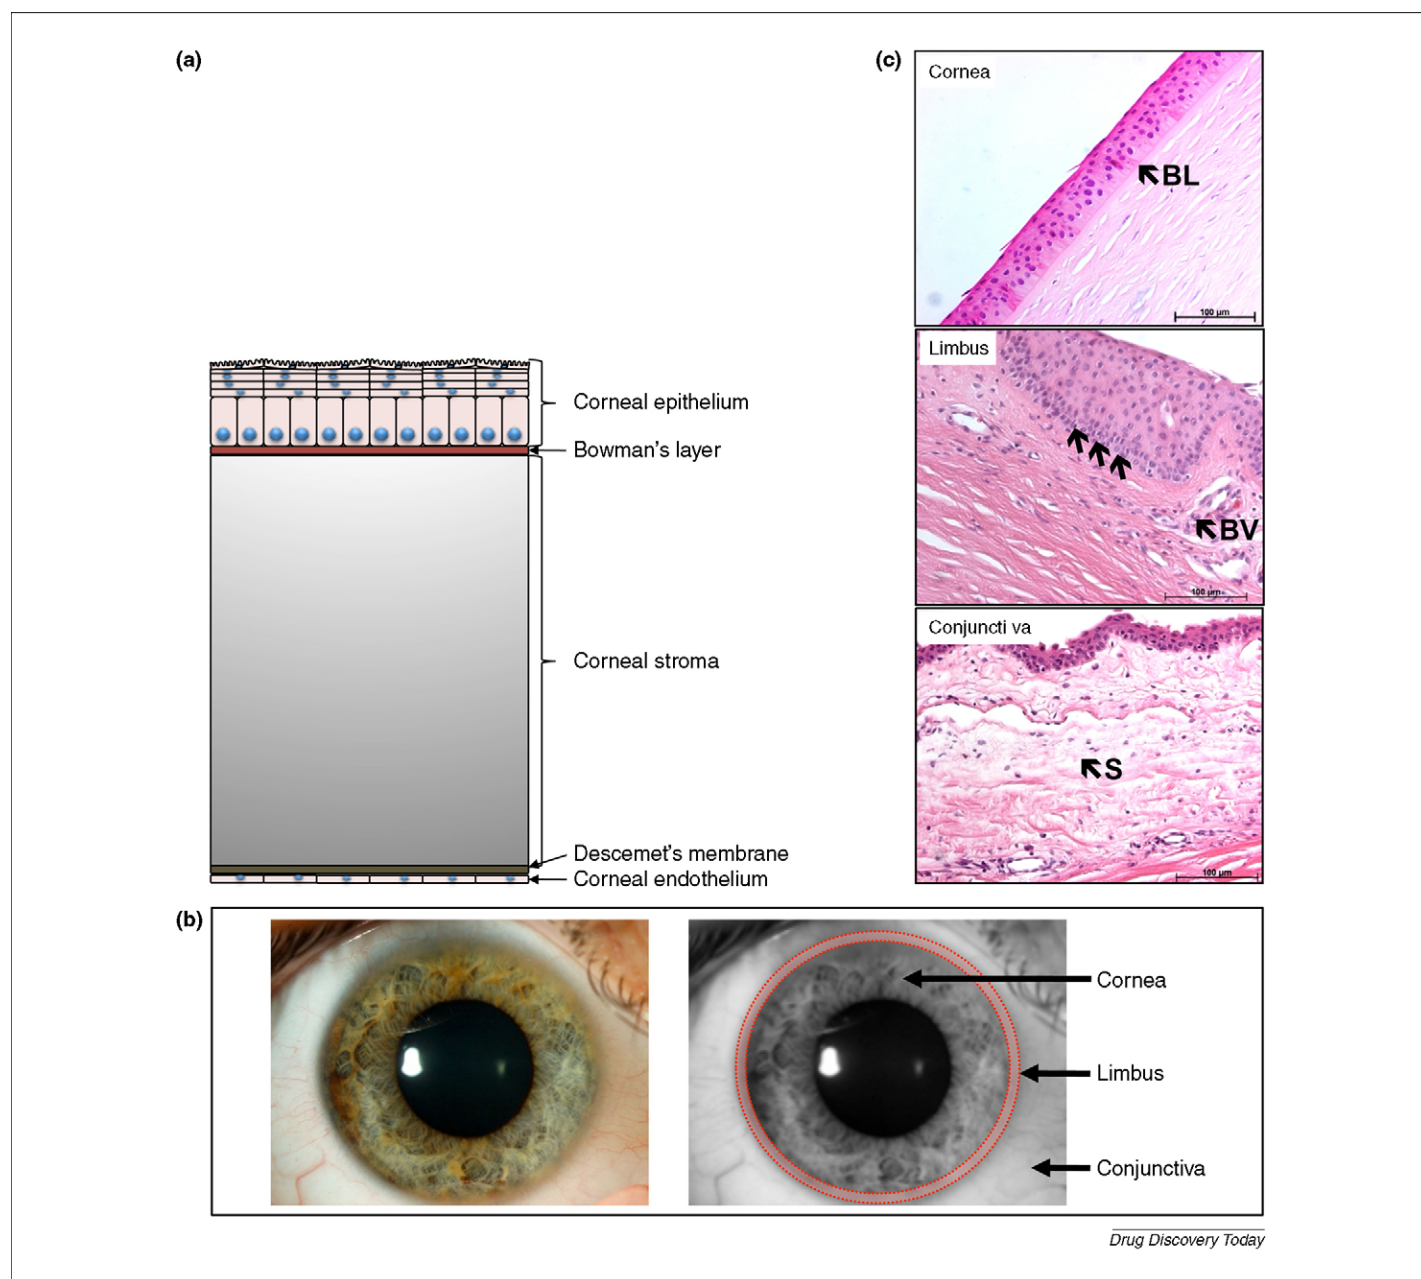 (a)
Corneal epithelium
Bowman's layer
Corneal stroma
Descemet's membrane
Corneal endothelium
(c)
Cornea
BL
100 µm
Limbus
BV
100 µm
Conjuncti va
S
100 µm
(b)
Cornea
Limbus
Conjunctiva
Drug Discovery Today